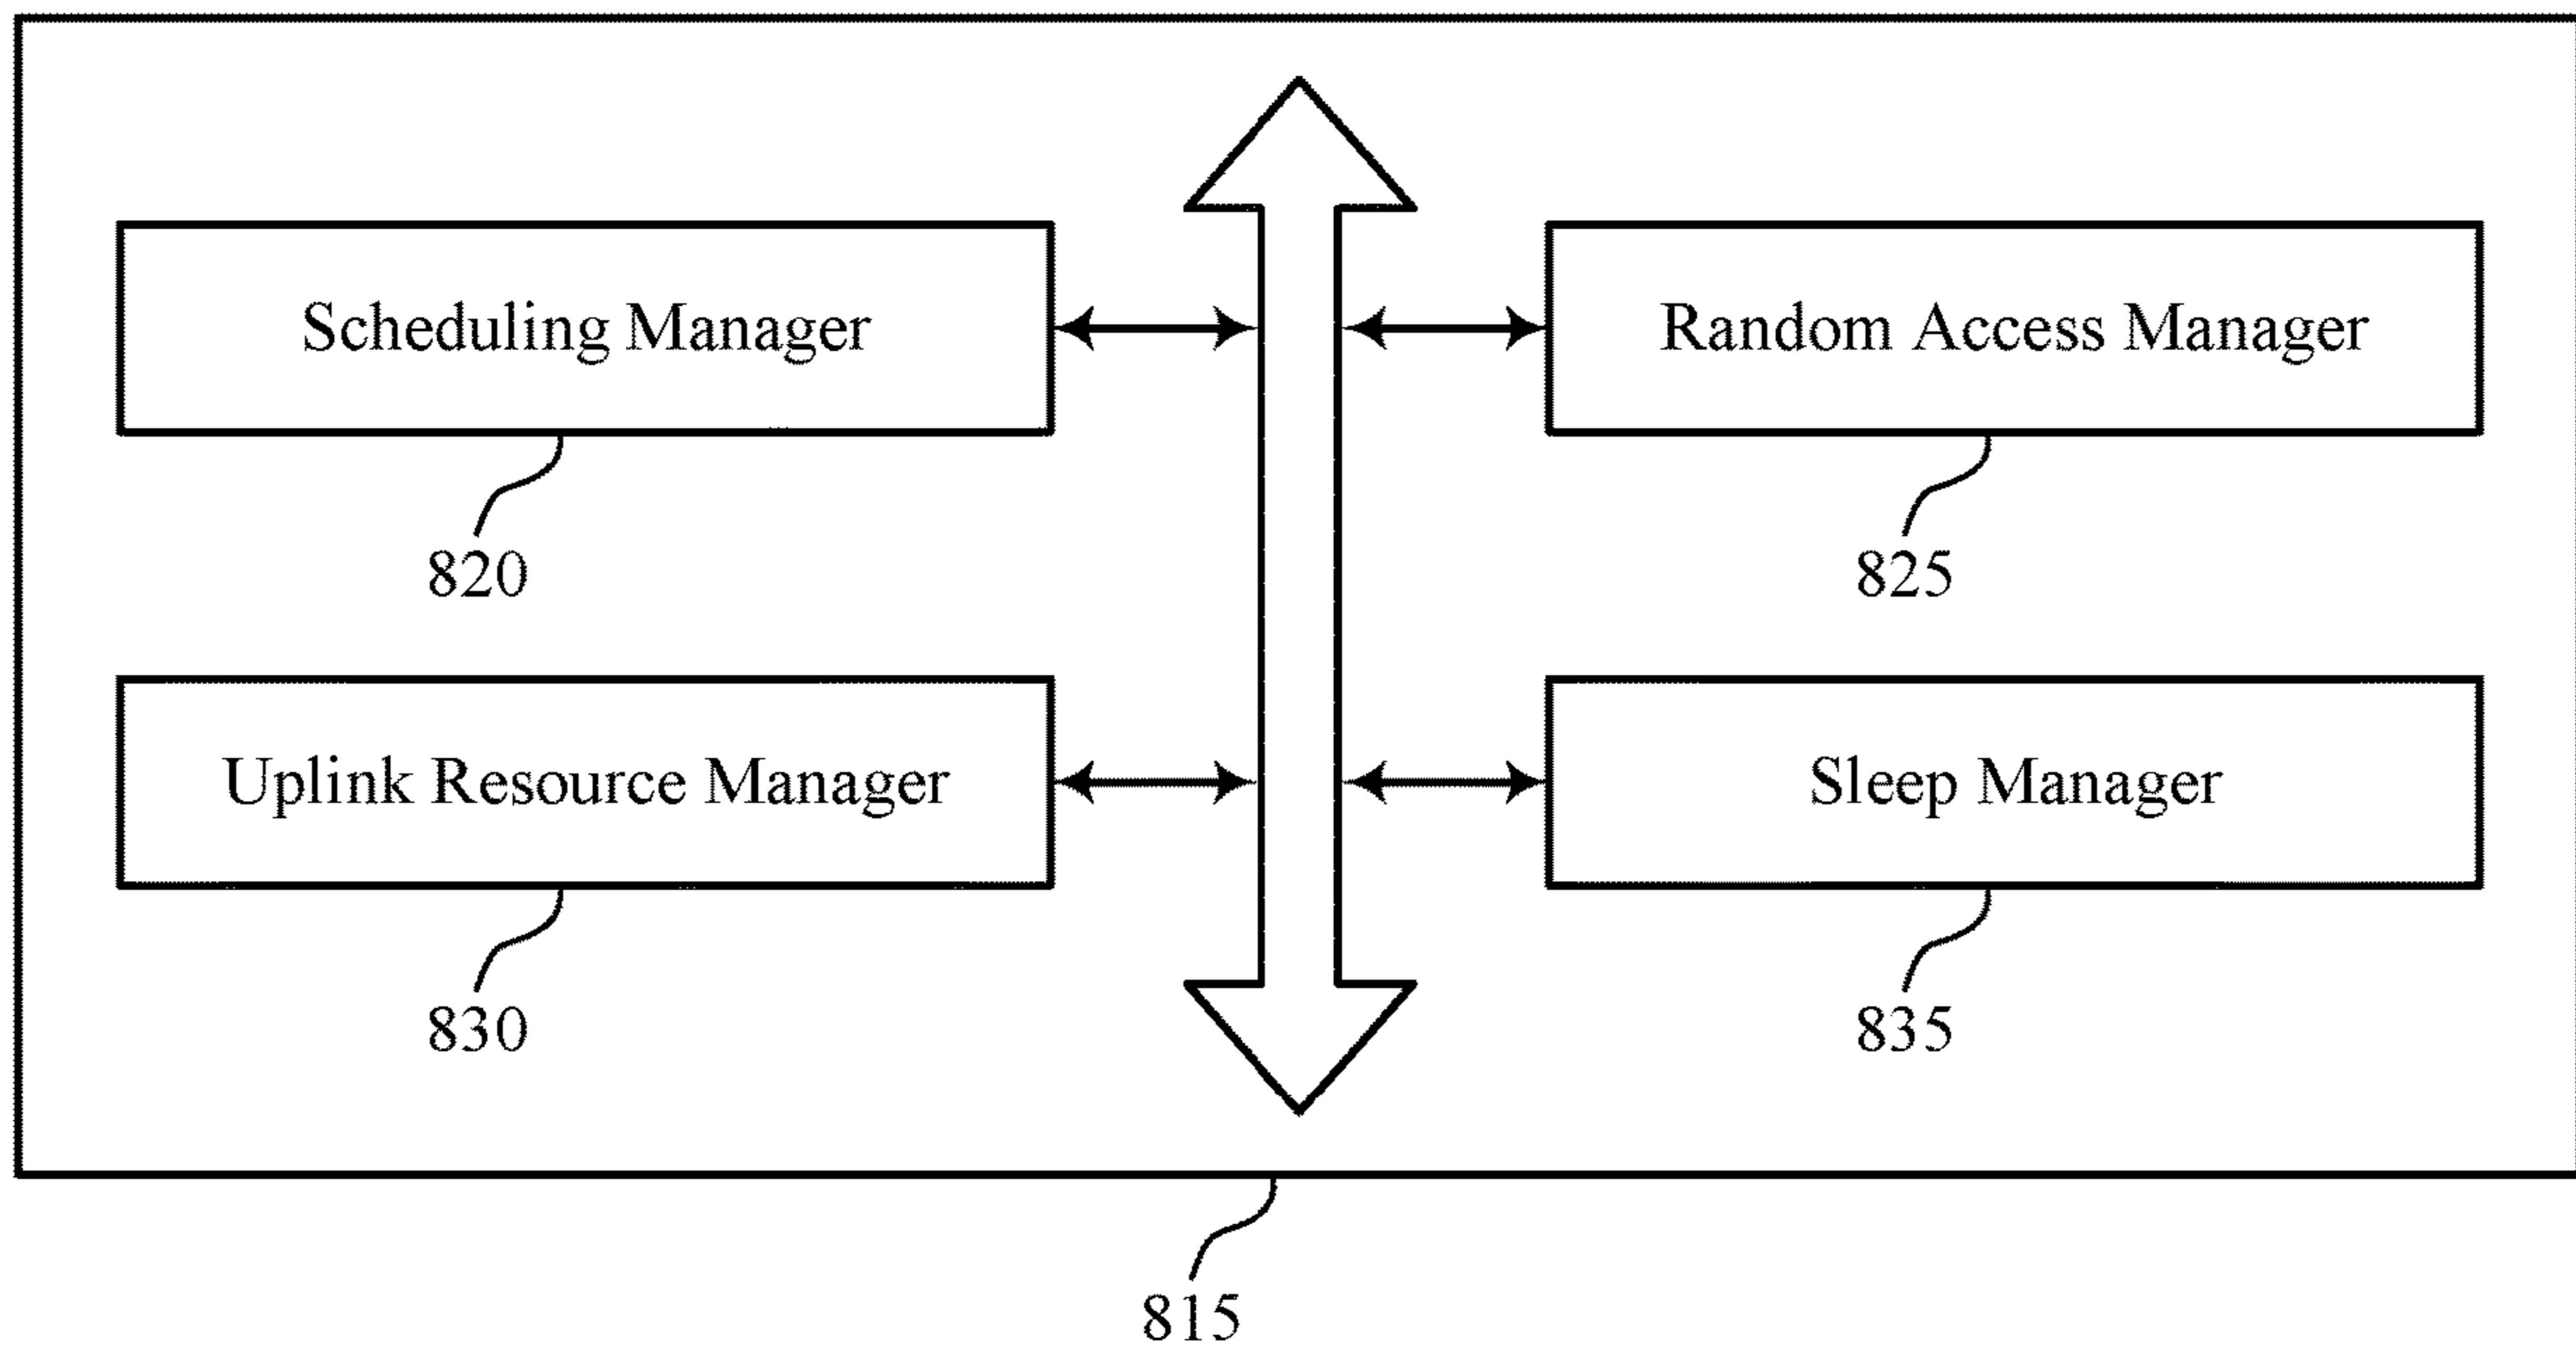 Scheduling Manager
Random Access Manager
820
825
Uplink Resource Manager
Sleep Manager
830
835
815